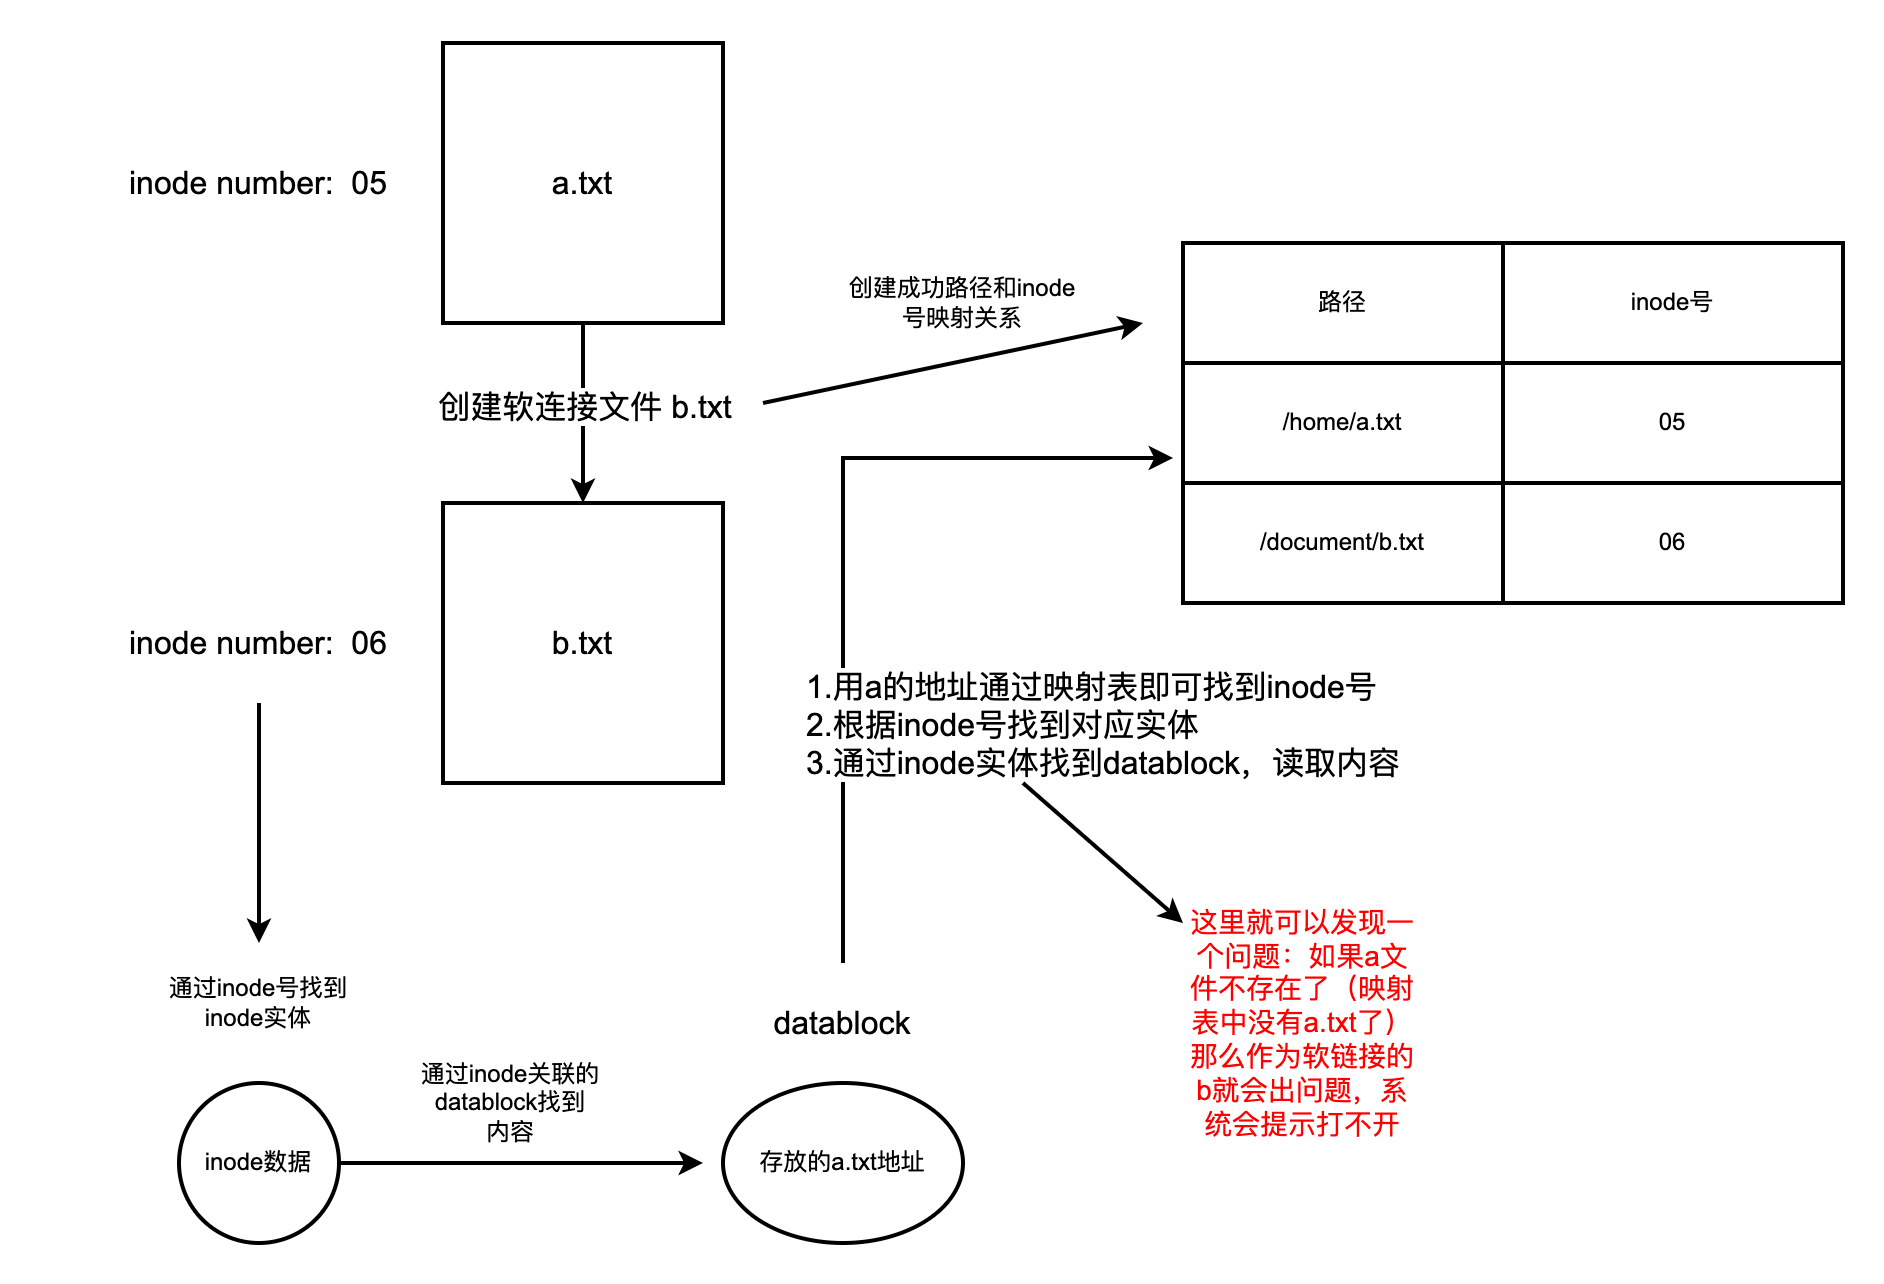 inode number: 05
a.txt
创建软连接文件 b.txt
创建成功路径和inode
号映射关系
路径
inode号
/home/a.txt
05
/document/b.txt
06
inode number: 06
b.txt
1.用a的地址通过映射表即可找到inode号
2.根据inode号找到对应实体
3.通过inode实体找到datablock，读取内容
通过inode号找到
inode实体
inode数据
通过inode关联的
datablock找到
内容
datablock
存放的a.txt地址
这里就可以发现一
个问题：如果a文
件不存在了（映射
表中没有a.txt了）
那么作为软链接的
b就会出问题，系
统会提示打不开